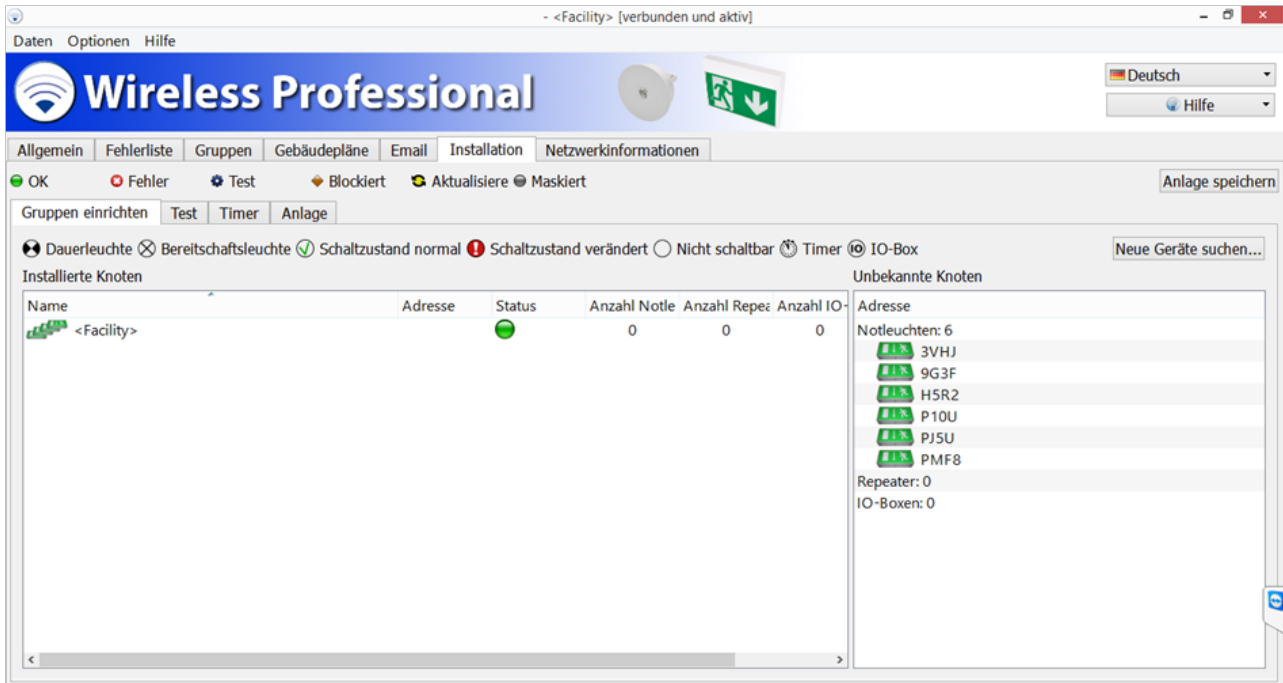 - <Facility> [verbunden und aktiv]
Daten Optionen Hilfe
Wireless Professional
Deutsch
Hilfe
Allgemein Fehlerliste Gruppen Gebäudepläne Email Installation Netzwerkinformationen
OK Fehler Test Blockiert Aktualisiere Maskiert Anlage speichern
Gruppen einrichten Test Timer Anlage
Dauerleuchte Bereitschaftsleuchte Schaltzustand normal Schaltzustand verändert Nicht schaltbar Timer IO IO-Box Neue Geräte suchen...
Installierte Knoten Unbekannte Knoten
Name Adresse Status Anzahl Notle Anzahl Repea Anzahl IO- Adresse
<Facility> 0 0 0 Notleuchten: 6
3VHJ
9G3F
H5R2
P10U
PJ5U
PMF8
Repeater: 0
IO-Boxen: 0